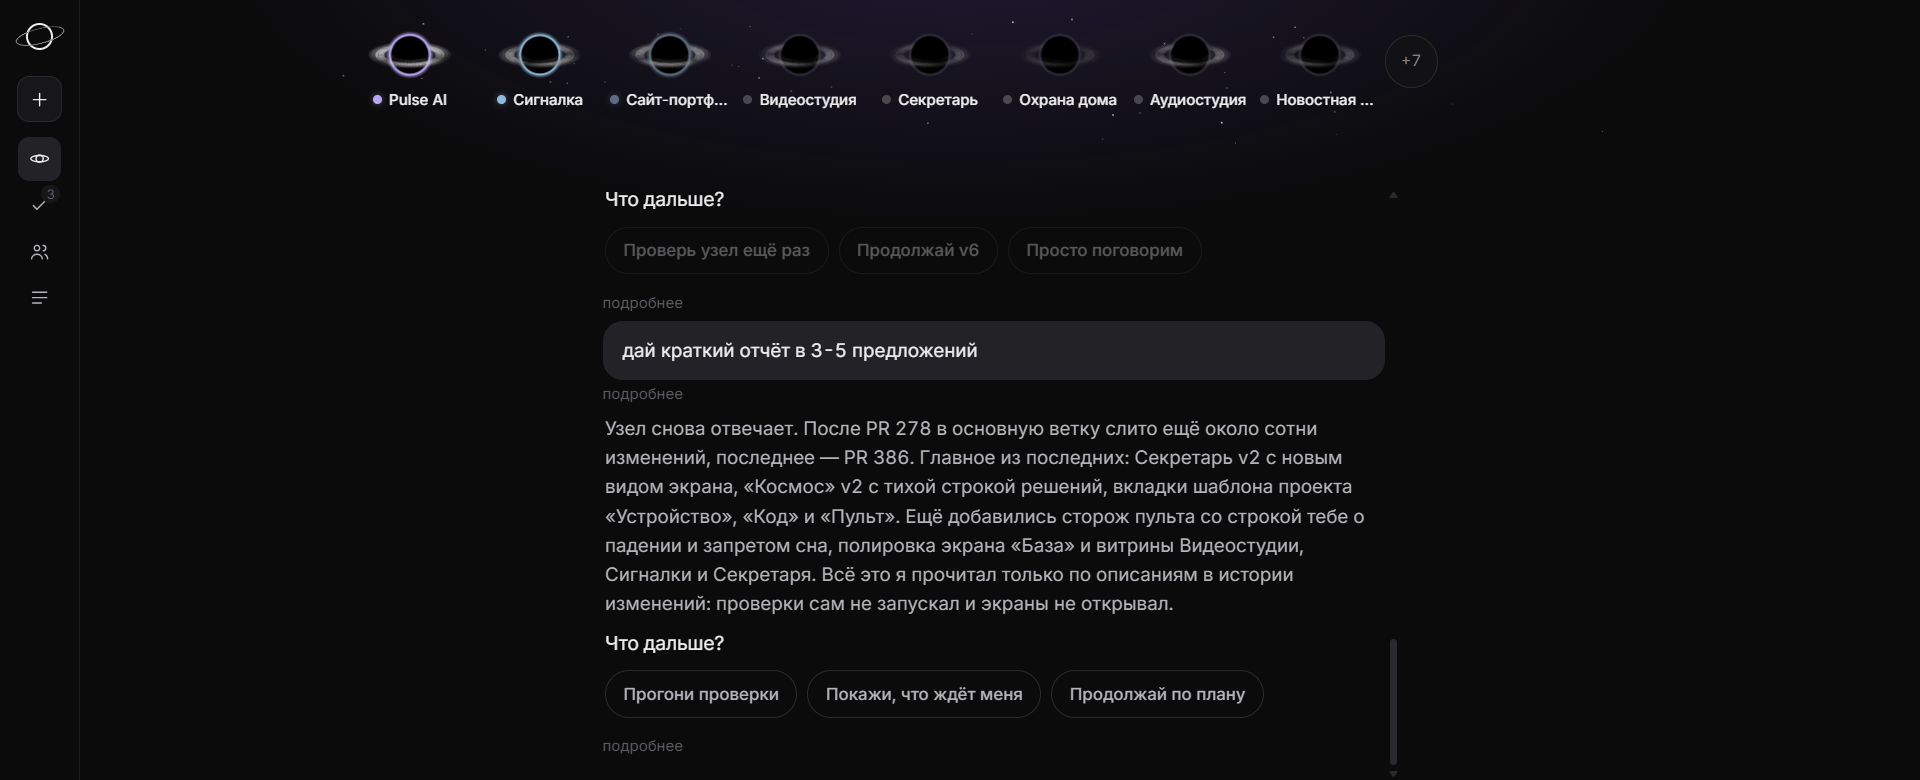 +7
Pulse AI
Сигналка
Сайт-портф...
Видеостудия
Секретарь
Охрана дома
Аудиостудия
Новостная ...
3
Что дальше?
Проверь узел ещё раз
Продолжай v6
Просто поговорим
подробнее
дай краткий отчёт в 3-5 предложений
подробнее
Узел снова отвечает. После PR 278 в основную ветку слито ещё около сотни
изменений, последнее — PR 386. Главное из последних: Секретарь v2 с новым
видом экрана, «Космос» v2 с тихой строкой решений, вкладки шаблона проекта
«Устройство», «Код» и «Пульт». Ещё добавились сторож пульта со строкой тебе о
падении и запретом сна, полировка экрана «База» и витрины Видеостудии,
Сигналки и Секретаря. Всё это я прочитал только по описаниям в истории
изменений: проверки сам не запускал и экраны не открывал.
Что дальше?
Прогони проверки
Покажи, что ждёт меня
Продолжай по плану
подробнее